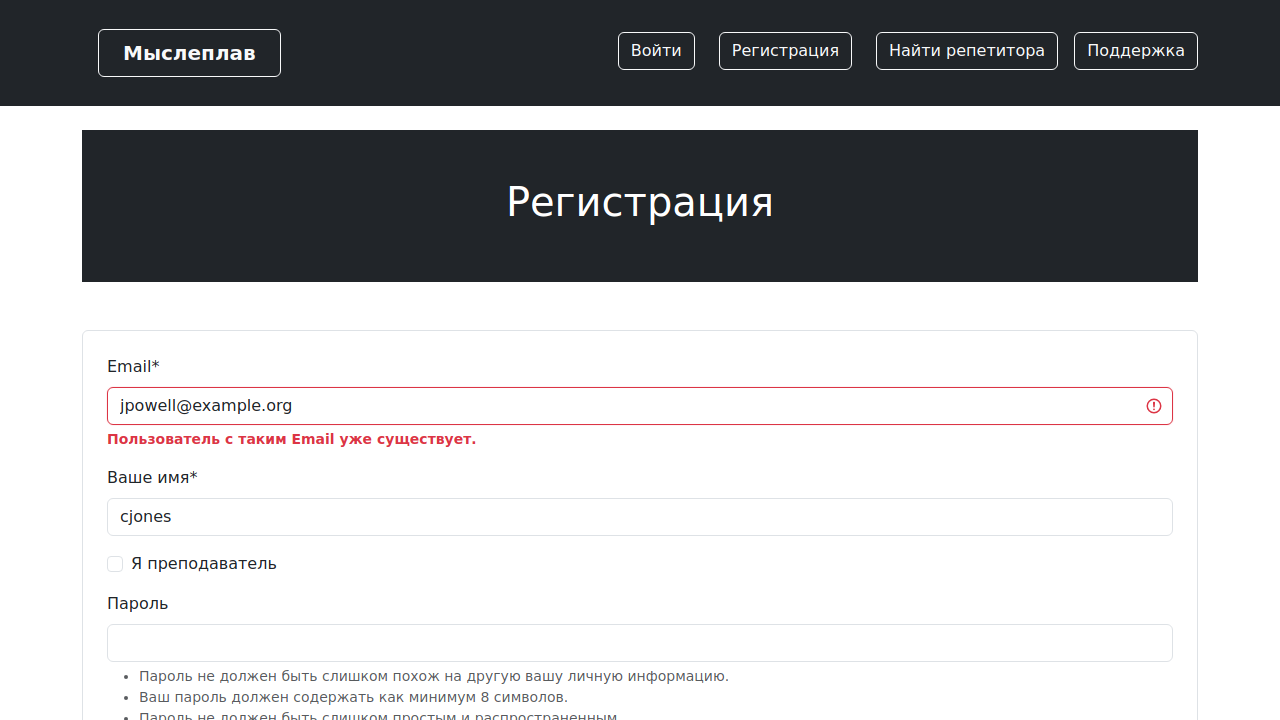 Мыслеплав
Войти
Регистрация
Найти репетитора
Поддержка
Регистрация
Email*
jpowell@example.org
Пользователь с таким Email уже существует.
Ваше имя*
cjones
Я преподаватель
Пароль
Пароль не должен быть слишком похож на другую вашу личную информацию.
Ваш пароль должен содержать как минимум 8 символов.
Пароль не должен быть слишком простым и распространенным.